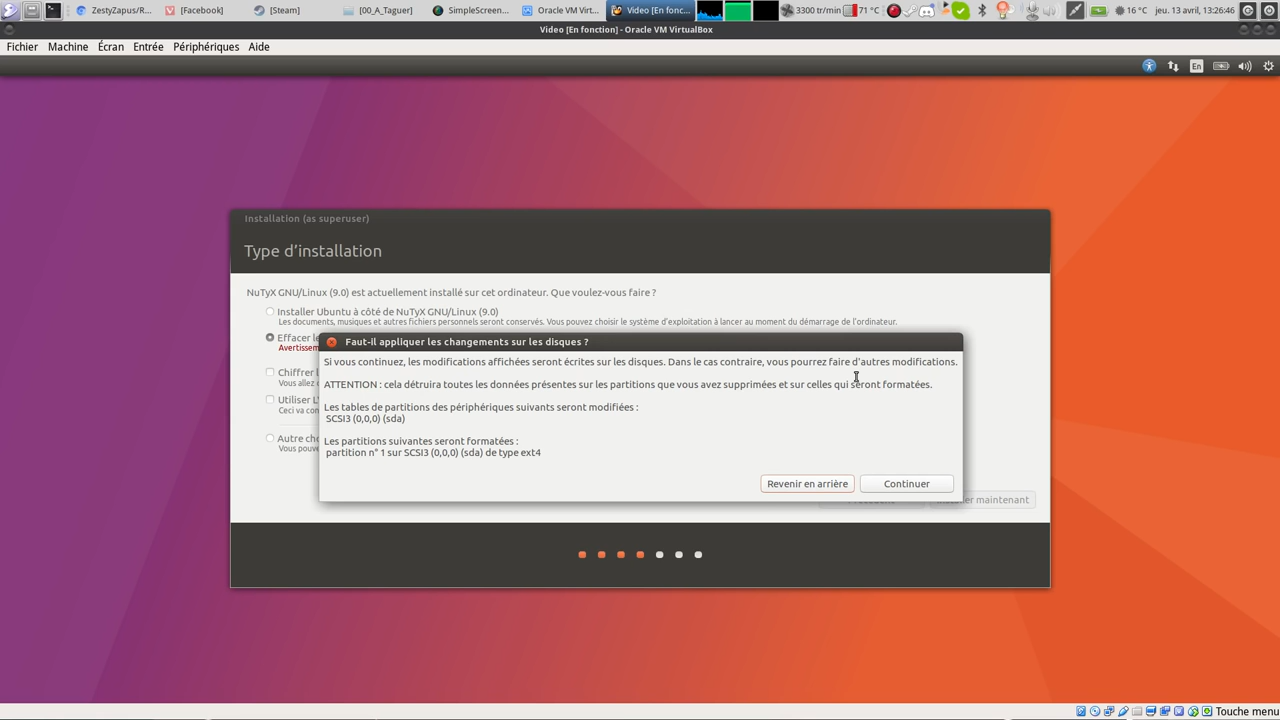 ZestyZapus/R...
[Facebook]
[Steam]
[00_A_Taguer]
SimpleScreen...
Oracle VM Virt...
Video [En fonc...
3300 tr/min
71 °C
16 °C
jeu. 13 avril, 13:26:46
Video [En fonction] - Oracle VM VirtualBox
Fichier Machine Écran Entrée Périphériques Aide
En
Installation (as superuser)
Type d’installation
NuTyX GNU/Linux (9.0) est actuellement installé sur cet ordinateur. Que voulez-vous faire ?
Installer Ubuntu à côté de NuTyX GNU/Linux (9.0)
Les documents, musiques et autres fichiers personnels seront conservés. Vous pouvez choisir le système d'exploitation à lancer au moment du démarrage de l'ordinateur.
Effacer le
Avertissem
Chiffrer l
Vous allez c
Utiliser L'
Ceci va con
Autre cho
Vous pouve
Faut-il appliquer les changements sur les disques ?
Si vous continuez, les modifications affichées seront écrites sur les disques. Dans le cas contraire, vous pourrez faire d'autres modifications.
ATTENTION : cela détruira toutes les données présentes sur les partitions que vous avez supprimées et sur celles qui seront formatées.
Les tables de partitions des périphériques suivants seront modifiées :
SCSI3 (0,0,0) (sda)
Les partitions suivantes seront formatées :
partition n° 1 sur SCSI3 (0,0,0) (sda) de type ext4
Revenir en arrière
Continuer
maintenant
Touche menu